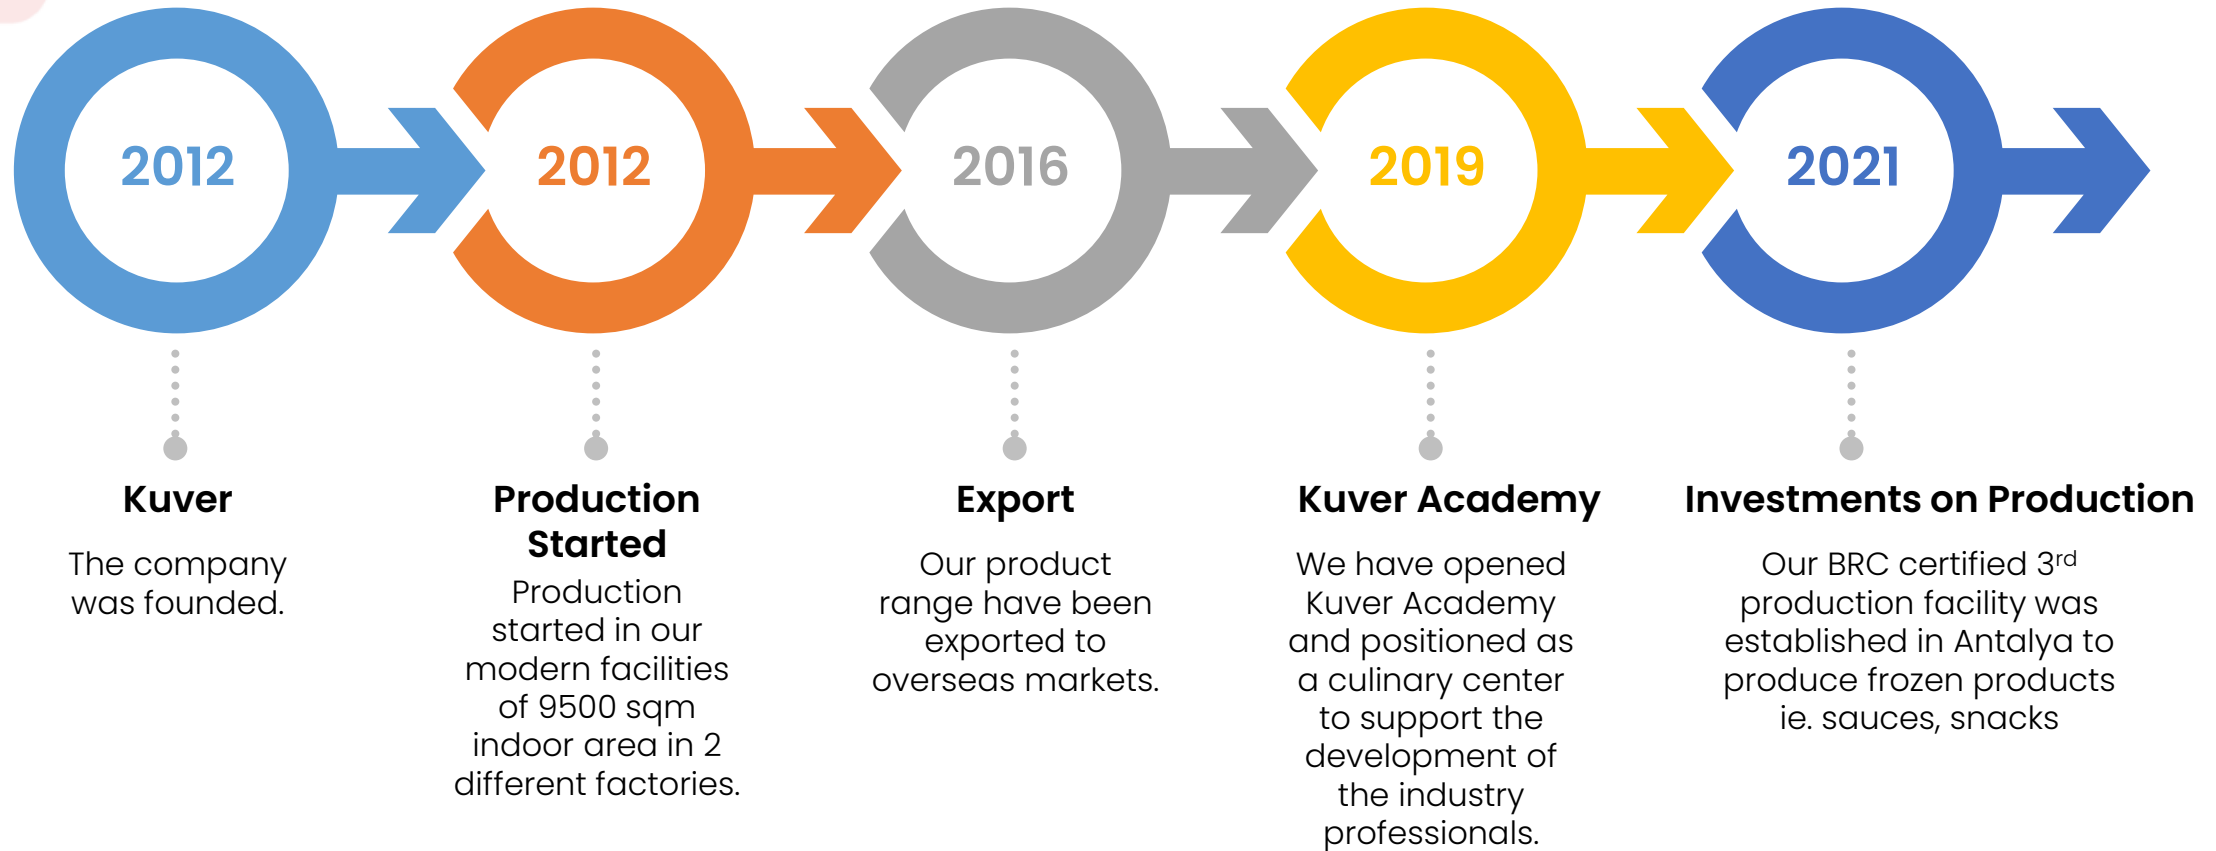 2012
2012
2016
2019
2021
Kuver
The company
was founded.
Production
Started
Production
started in our
modern facilities
of 9500 sqm
indoor area in 2
different factories.
Export
Our product
range have been
exported to
overseas markets.
Kuver Academy
We have opened
Kuver Academy
and positioned as
a culinary center
to support the
development of
the industry
professionals.
Investments on Production
Our BRC certified 3rd
production facility was
established in Antalya to
produce frozen products
ie. sauces, snacks